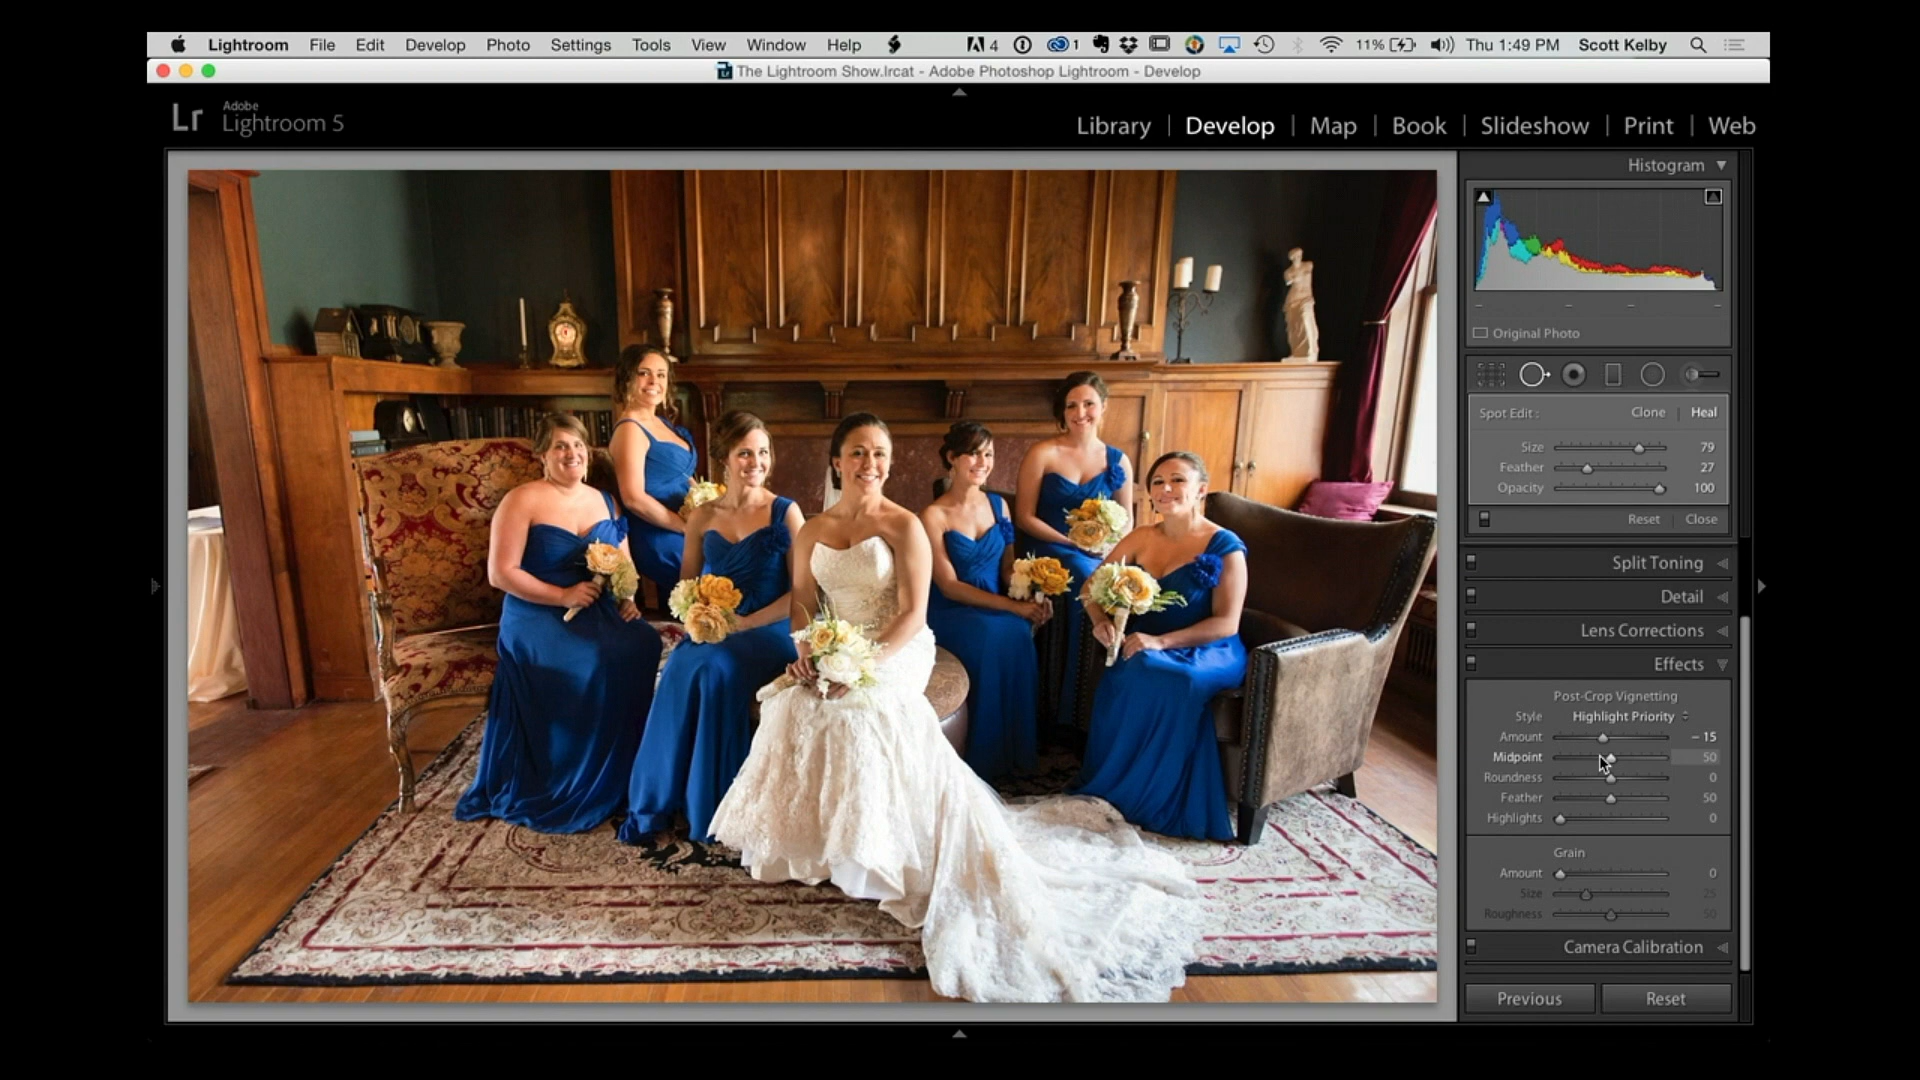 Lightroom File Edit Develop Photo Settings Tools View Window Help 4 1 11% Thu 1:49 PM Scott Kelby
The Lightroom Show.lrcat - Adobe Photoshop Lightroom - Develop
Lr Adobe
Lightroom 5
Library | Develop | Map | Book | Slideshow | Print | Web
Histogram
Original Photo
Spot Edit : Clone | Heal
Size 79
Feather 27
Opacity 100
Reset | Close
Split Toning
Detail
Lens Corrections
Effects
Post-Crop Vignetting
Style Highlight Priority
Amount – 15
Midpoint 50
Roundness 0
Feather 50
Highlights 0
Grain
Amount 0
Size 25
Roughness 50
Camera Calibration
Previous Reset